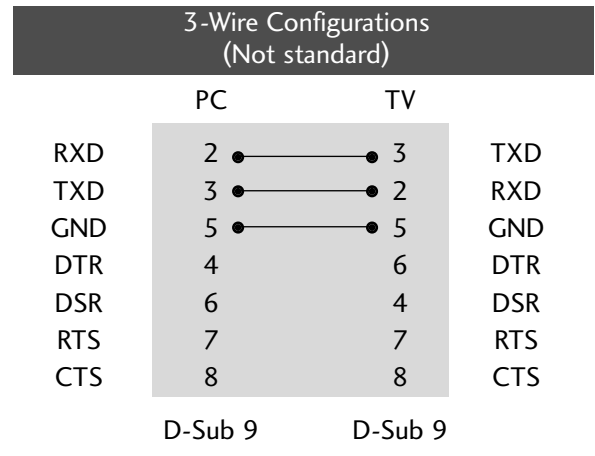 3-Wire Configurations
(Not standard)
PC TV
RXD 2 3 TXD
TXD 3 2 RXD
GND 5 5 GND
DTR 4 6 DTR
DSR 6 4 DSR
RTS 7 7 RTS
CTS 8 8 CTS
D-Sub 9 D-Sub 9